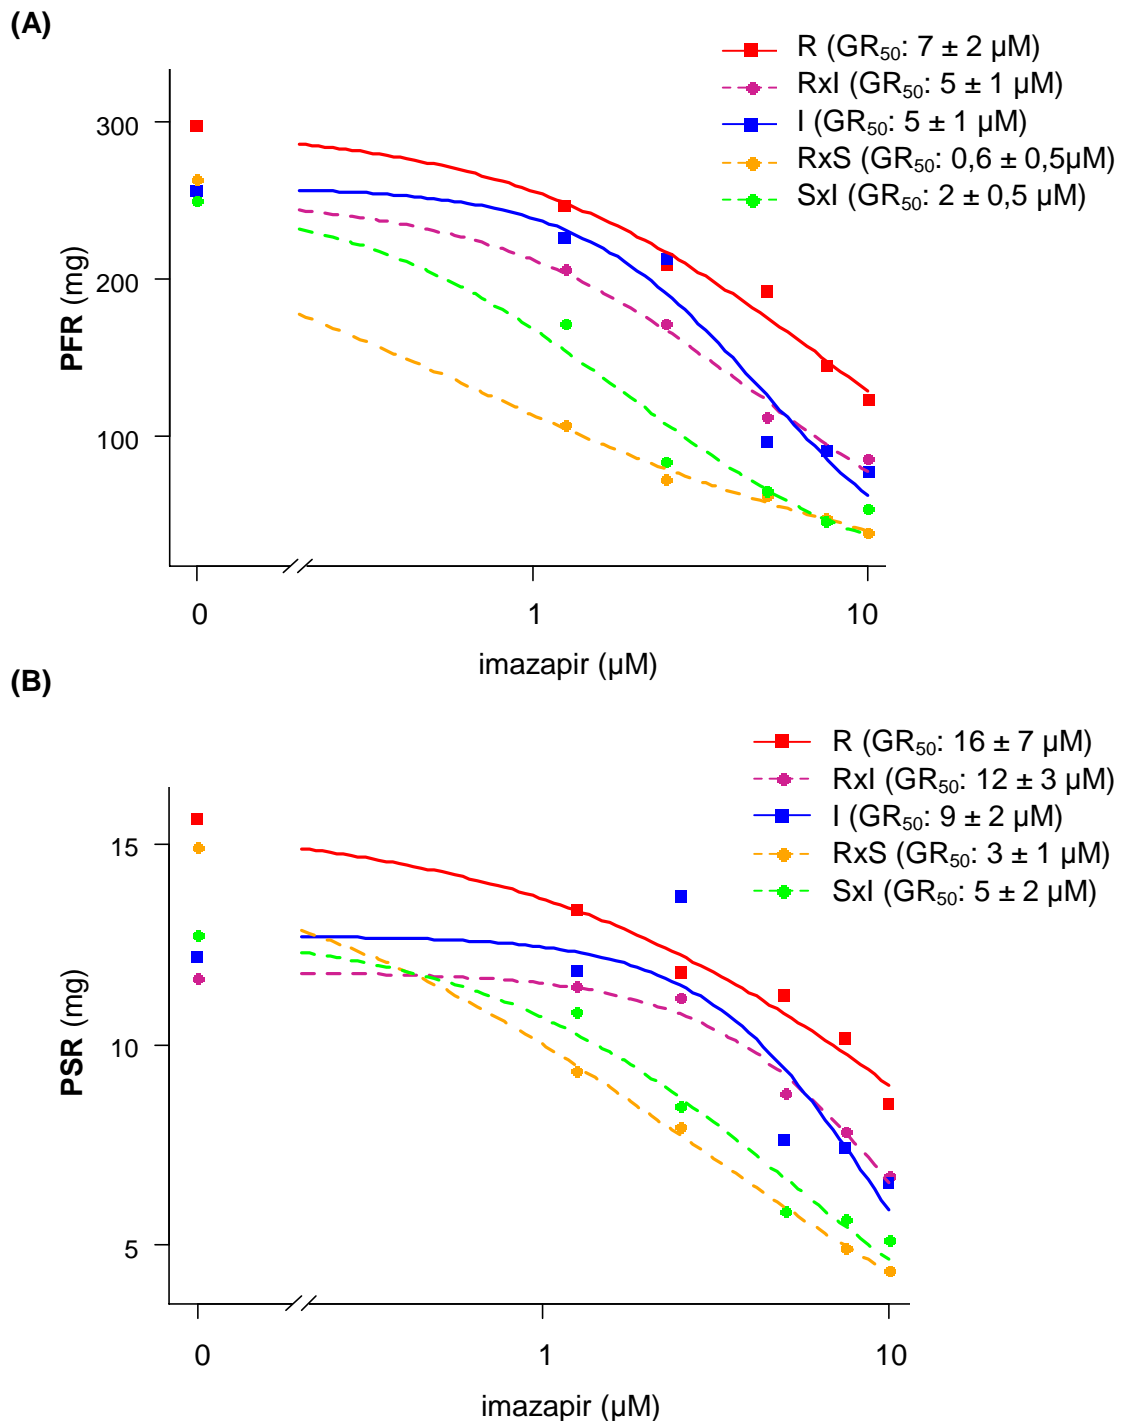 (A)
R (GR50: 7 ± 2 µM)
RxI (GR50: 5 ± 1 µM)
I (GR50: 5 ± 1 µM)
RxS (GR50: 0,6 ± 0,5µM)
SxI (GR50: 2 ± 0,5 µM)
PFR (mg)
300
200
100
0
1
10
imazapir (µM)
(B)
R (GR50: 16 ± 7 µM)
RxI (GR50: 12 ± 3 µM)
I (GR50: 9 ± 2 µM)
RxS (GR50: 3 ± 1 µM)
SxI (GR50: 5 ± 2 µM)
PSR (mg)
15
10
5
0
1
10
imazapir (µM)